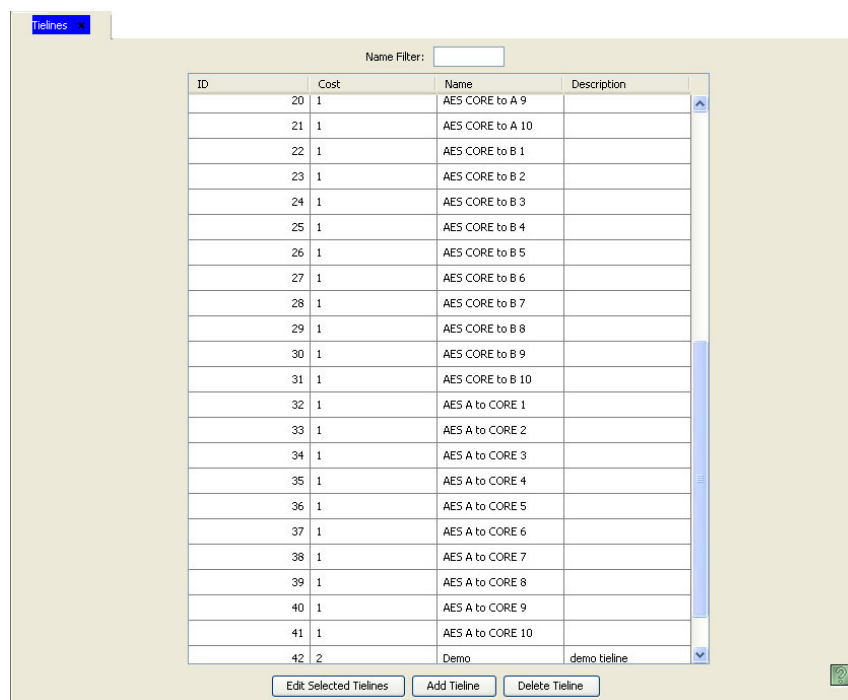 Tielines ×
Name Filter:
ID Cost Name Description
20 1 AES CORE to A 9
21 1 AES CORE to A 10
22 1 AES CORE to B 1
23 1 AES CORE to B 2
24 1 AES CORE to B 3
25 1 AES CORE to B 4
26 1 AES CORE to B 5
27 1 AES CORE to B 6
28 1 AES CORE to B 7
29 1 AES CORE to B 8
30 1 AES CORE to B 9
31 1 AES CORE to B 10
32 1 AES A to CORE 1
33 1 AES A to CORE 2
34 1 AES A to CORE 3
35 1 AES A to CORE 4
36 1 AES A to CORE 5
37 1 AES A to CORE 6
38 1 AES A to CORE 7
39 1 AES A to CORE 8
40 1 AES A to CORE 9
41 1 AES A to CORE 10
42 2 Demo demo tieline
Edit Selected Tielines Add Tieline Delete Tieline
?